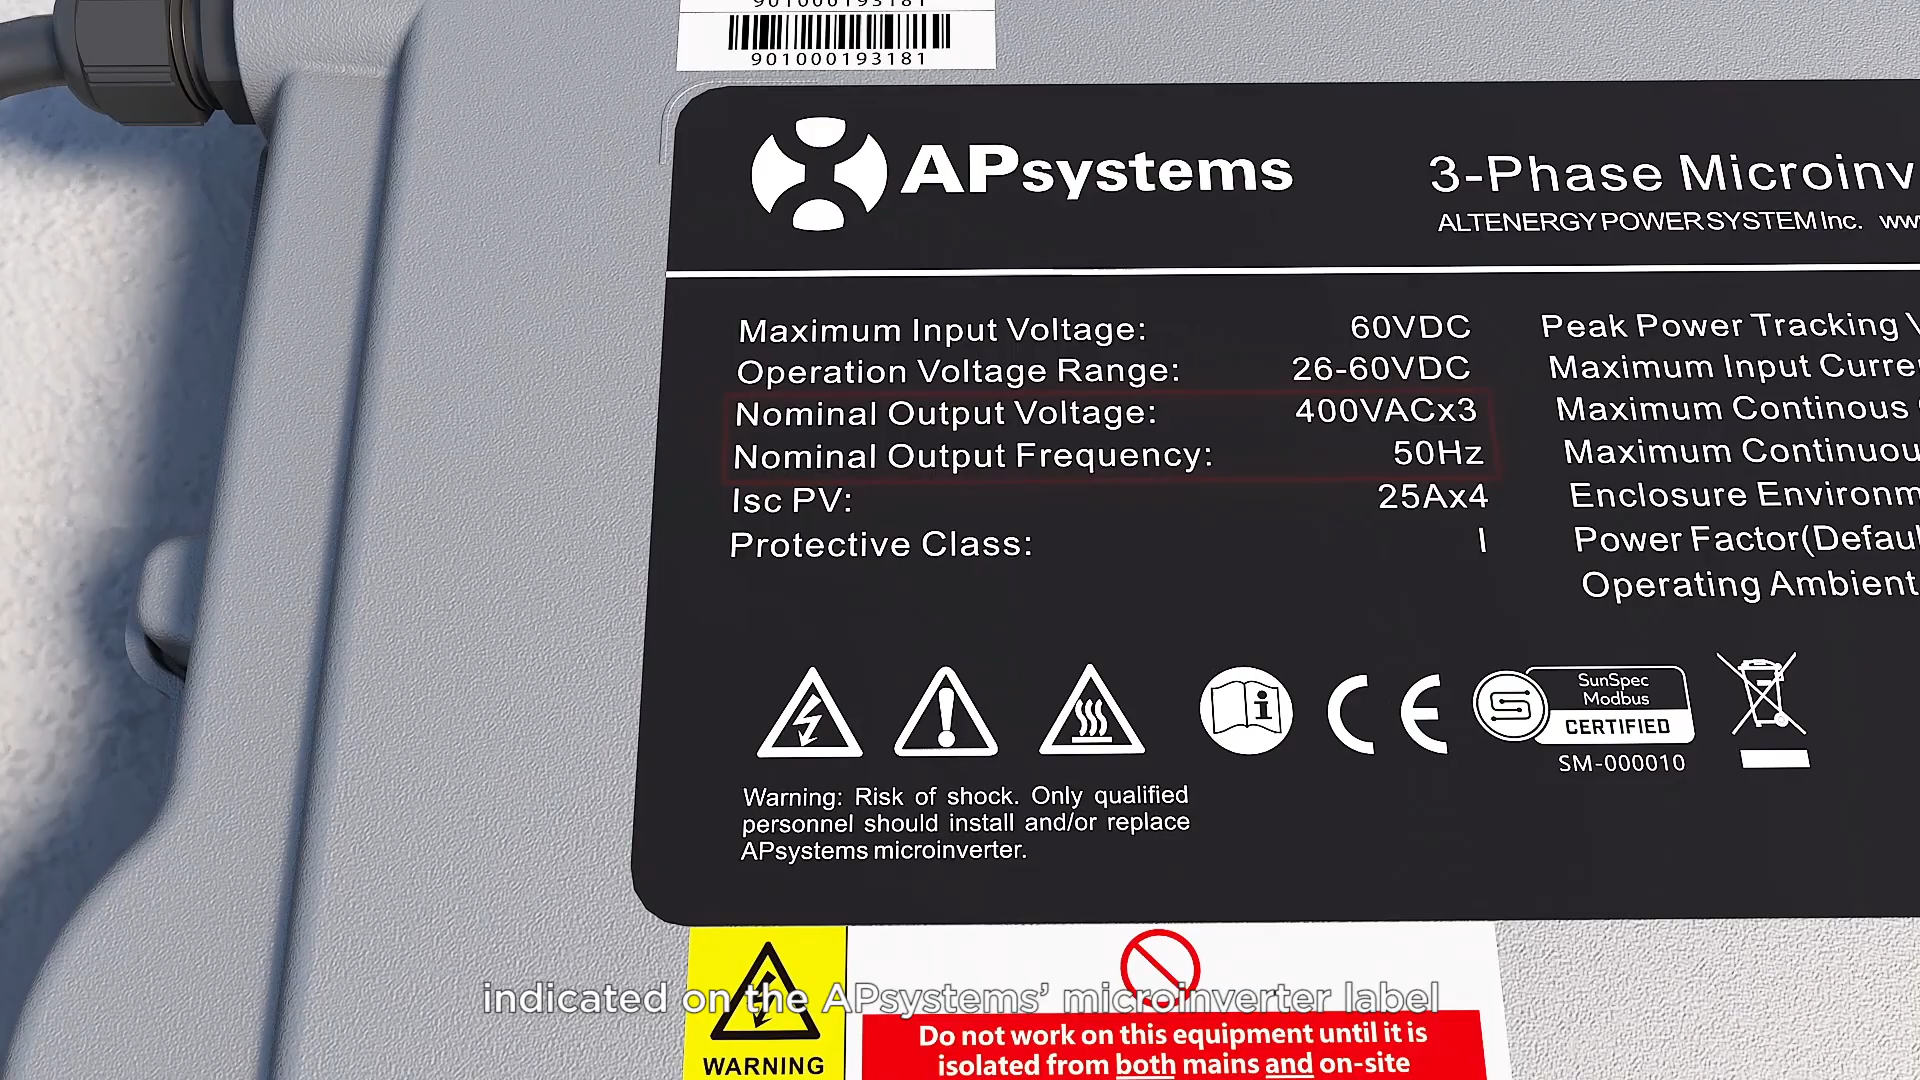 901000193181
901000193181
APsystems
3-Phase Microinv
ALTENERGY POWER SYSTEM Inc.
Maximum Input Voltage: 60VDC
Operation Voltage Range: 26-60VDC
Nominal Output Voltage: 400VACx3
Nominal Output Frequency: 50Hz
Isc PV: 25Ax4
Protective Class: I
Peak Power Tracking
Maximum Input Curre
Maximum Continous
Maximum Continuou
Enclosure Environm
Power Factor(Defaul
Operating Ambient
CE
SunSpec
Modbus
CERTIFIED
SM-000010
Warning: Risk of shock. Only qualified
personnel should install and/or replace
APsystems microinverter.
indicated on the APsystems’ microinverter label
WARNING
Do not work on this equipment until it is
isolated from both mains and on-site